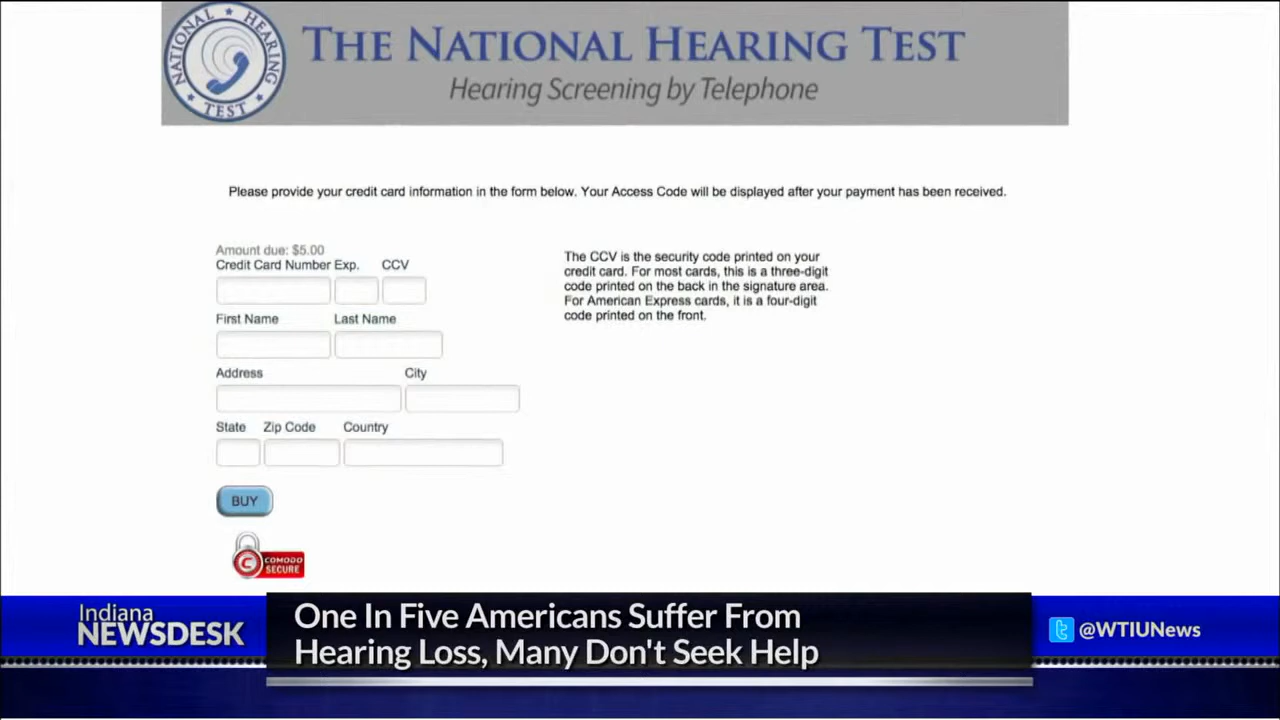 NATIONAL HEARING TEST
THE NATIONAL HEARING TEST
Hearing Screening by Telephone
Please provide your credit card information in the form below. Your Access Code will be displayed after your payment has been received.
Amount due: $5.00
Credit Card Number Exp. CCV
The CCV is the security code printed on your
credit card. For most cards, this is a three-digit
code printed on the back in the signature area.
For American Express cards, it is a four-digit
code printed on the front.
First Name Last Name
Address City
State Zip Code Country
BUY
COMODO
SECURE
Indiana
NEWSDESK
One In Five Americans Suffer From
Hearing Loss, Many Don't Seek Help
@WTIUNews